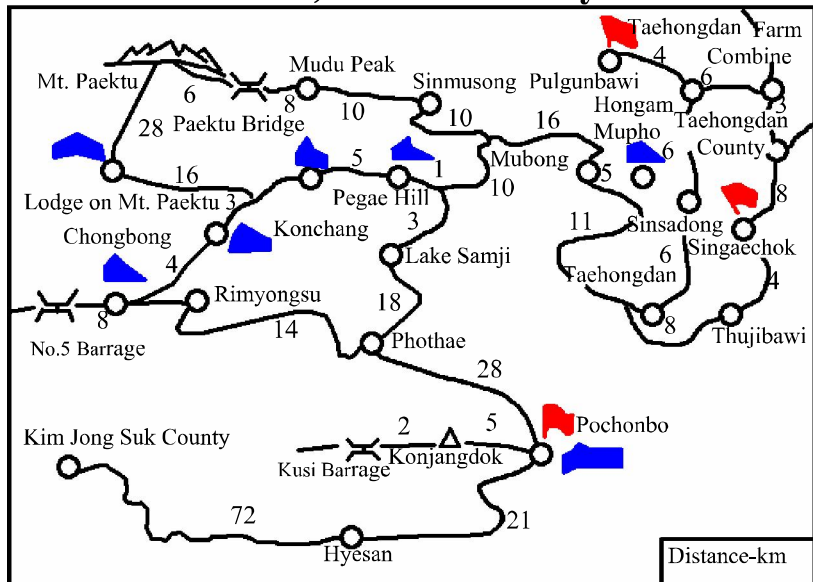 Taehongdan Farm
4
Combine
Mt. Paektu
Mudu Peak
Sinmusong
Pulgunbawi
6
6
8
10
Hongam
3
Paektu Bridge
28
10
16
Mupho
Taehongdan
County
6
5
Mubong
16
1
10
5
Lodge on Mt. Paektu
3
Pegae Hill
8
Konchang
3
11
Sinsadong
Singaechok
Chongbong
4
Lake Samji
6
Taehongdan
4
Rimyongsu
18
8
14
8
Thujibawi
No.5 Barrage
Phothae
28
Pochonbo
2
5
Kim Jong Suk County
Kusi Barrage
Konjangdok
72
21
Hyesan
Distance-km